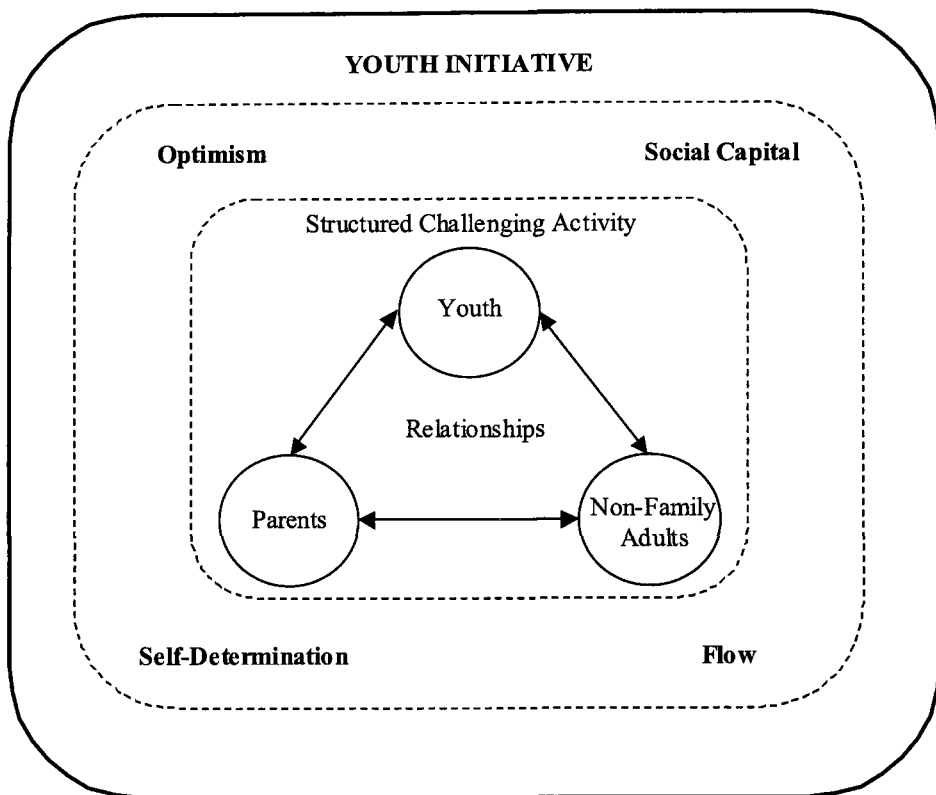 YOUTH INITIATIVE
Optimism
Social Capital
Structured Challenging Activity
Youth
Relationships
Parents
Non-Family
Adults
Self-Determination
Flow